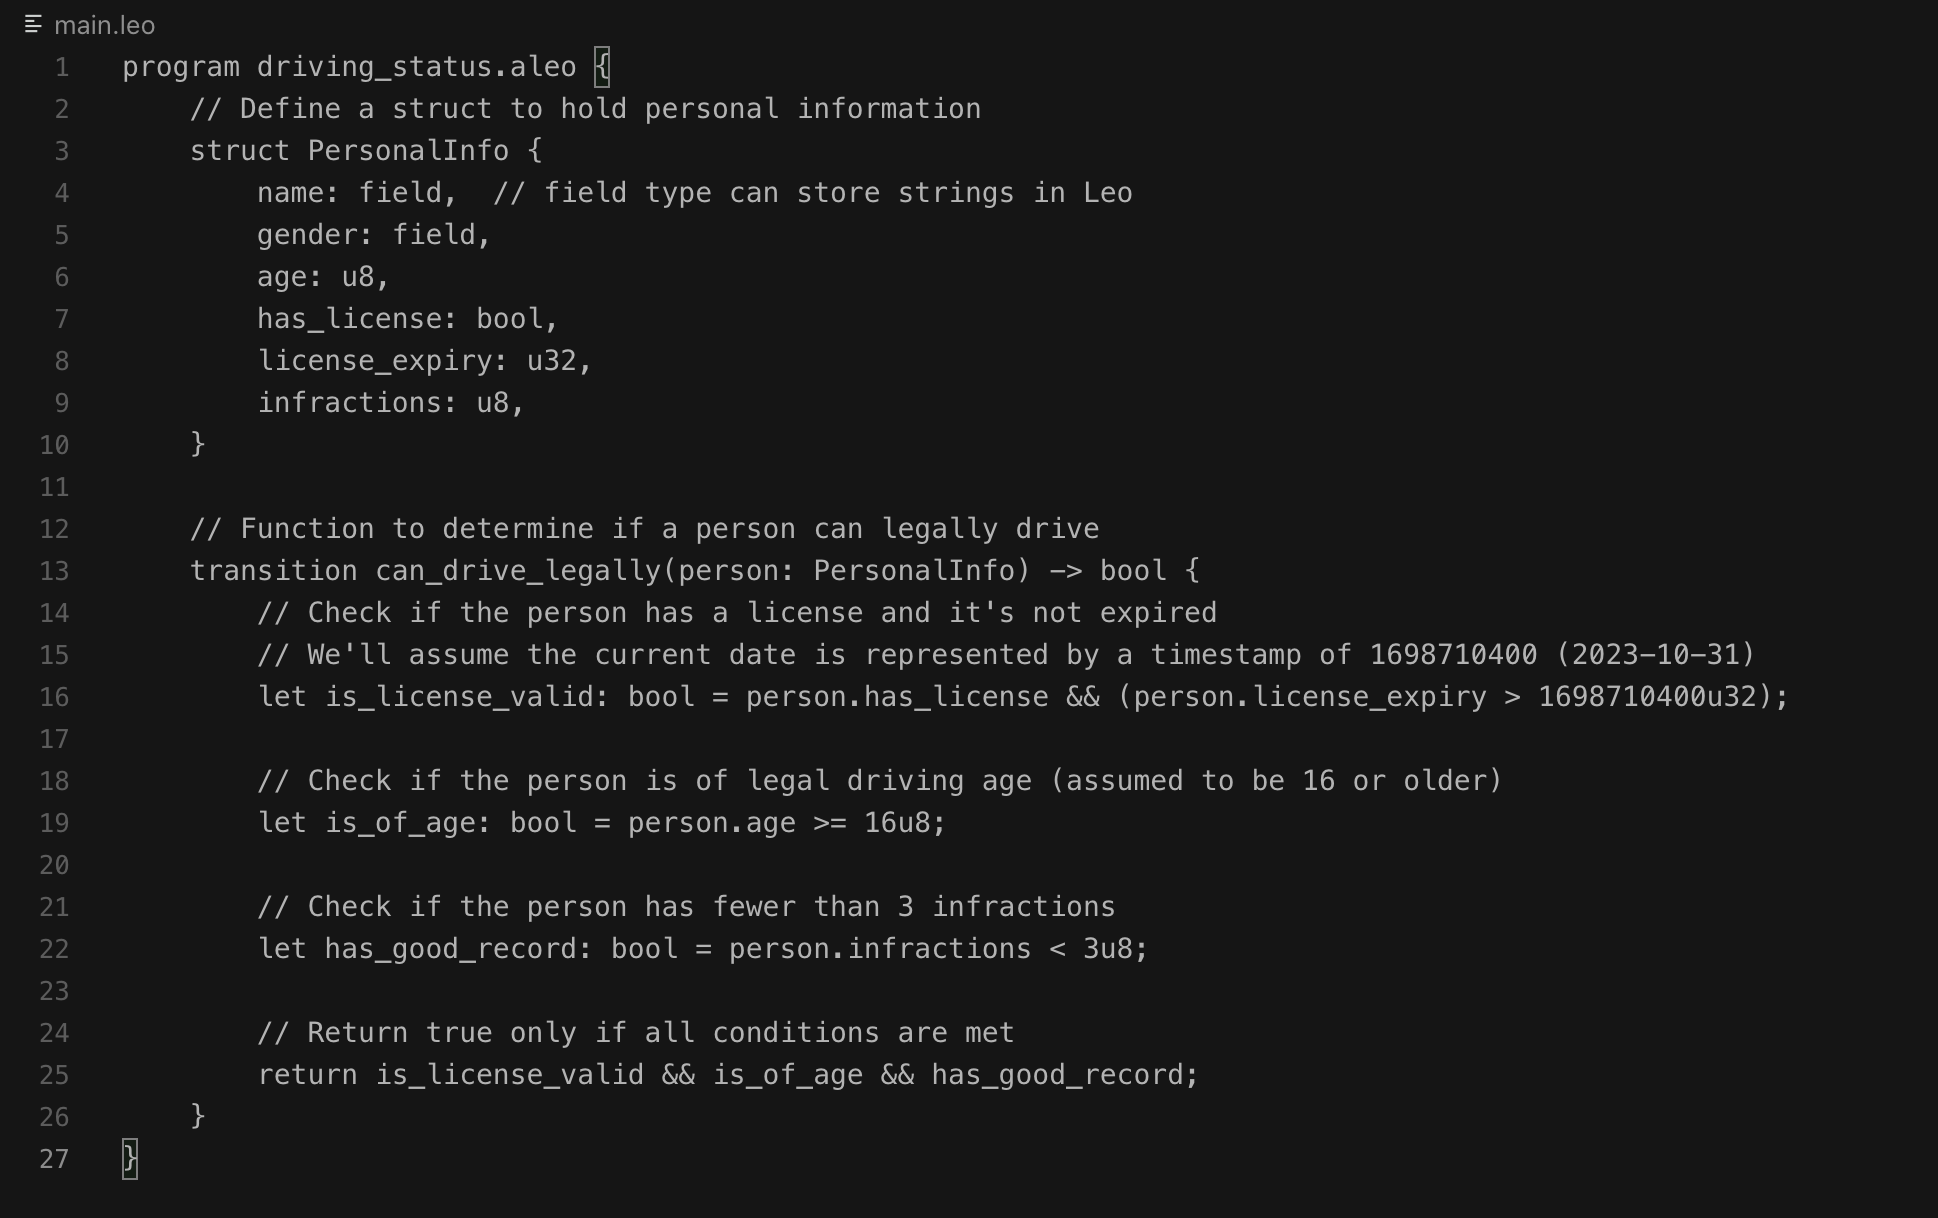 main.leo
1 program driving_status.aleo {
2     // Define a struct to hold personal information
3     struct PersonalInfo {
4         name: field,  // field type can store strings in Leo
5         gender: field,
6         age: u8,
7         has_license: bool,
8         license_expiry: u32,
9         infractions: u8,
10     }
11
12     // Function to determine if a person can legally drive
13     transition can_drive_legally(person: PersonalInfo) -> bool {
14         // Check if the person has a license and it's not expired
15         // We'll assume the current date is represented by a timestamp of 1698710400 (2023-10-31)
16         let is_license_valid: bool = person.has_license && (person.license_expiry > 1698710400u32);
17
18         // Check if the person is of legal driving age (assumed to be 16 or older)
19         let is_of_age: bool = person.age >= 16u8;
20
21         // Check if the person has fewer than 3 infractions
22         let has_good_record: bool = person.infractions < 3u8;
23
24         // Return true only if all conditions are met
25         return is_license_valid && is_of_age && has_good_record;
26     }
27 }